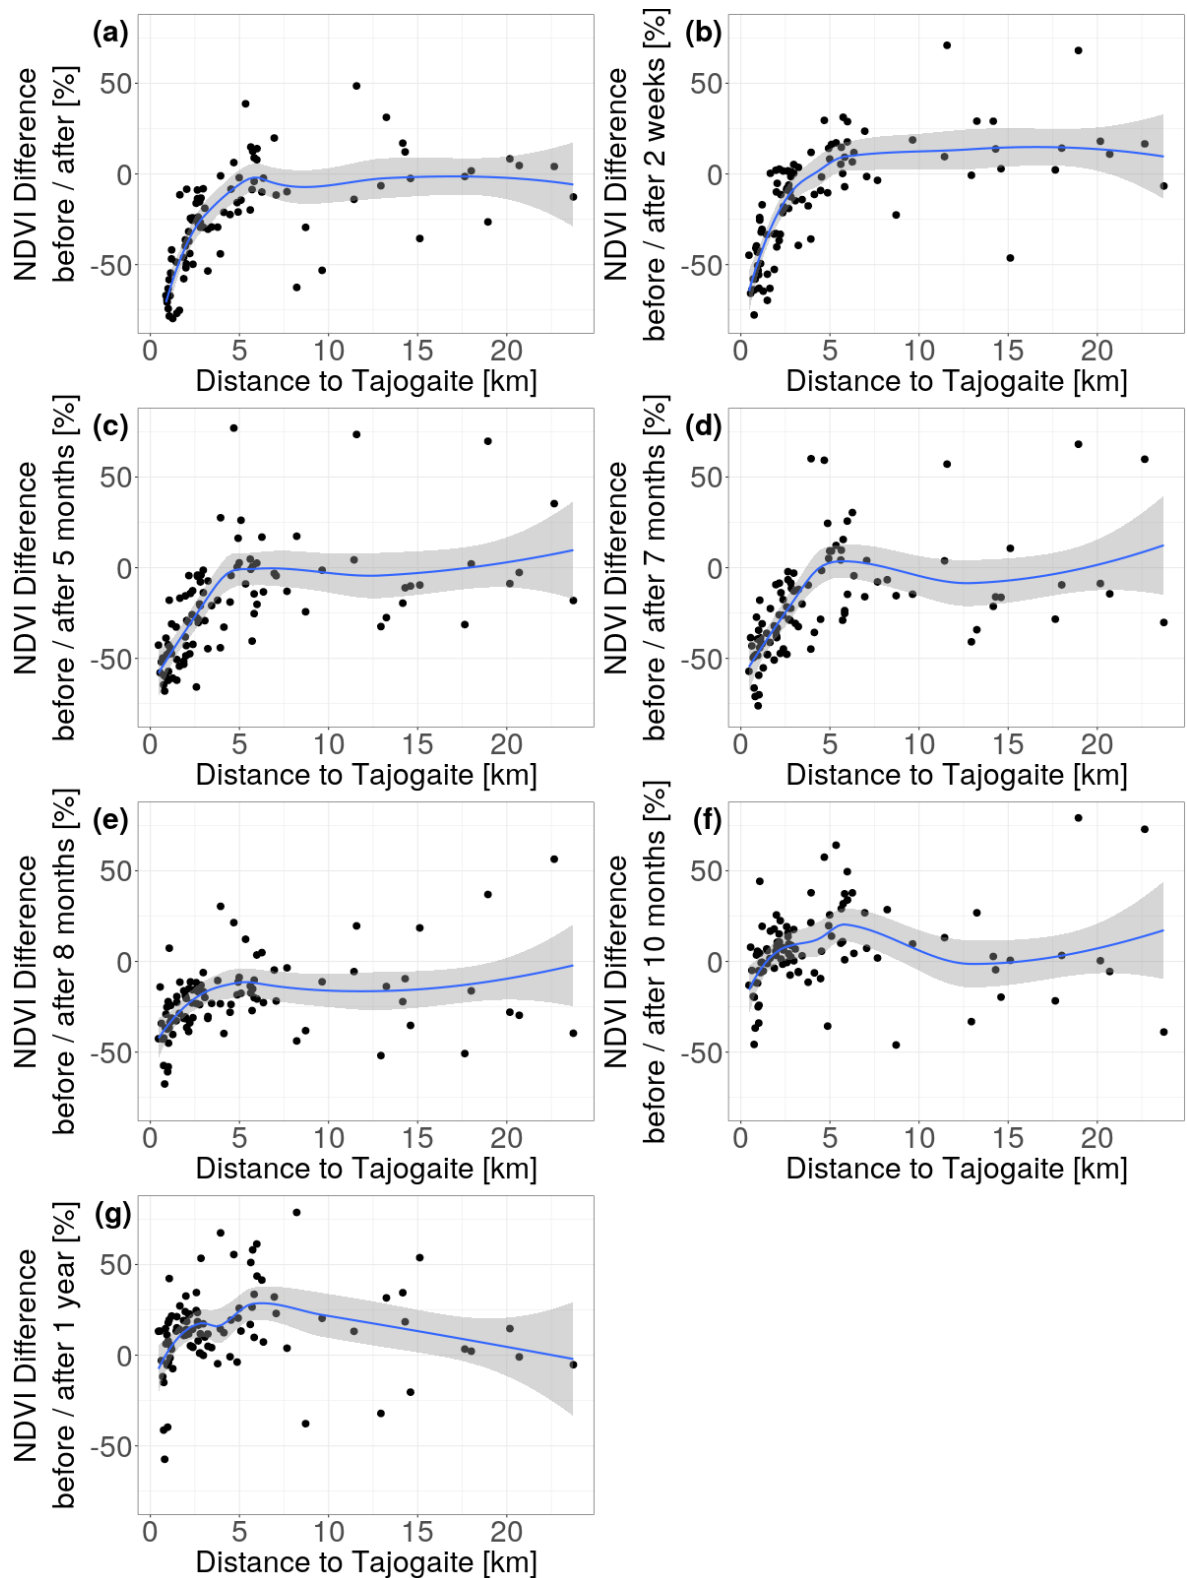 (a)
NDVI Difference
before / after [%]
50
0
-50
0 5 10 15 20
Distance to Tajogaite [km]
(b)
NDVI Difference
before / after 2 weeks [%]
50
0
-50
0 5 10 15 20
Distance to Tajogaite [km]
(c)
NDVI Difference
before / after 5 months [%]
50
0
-50
0 5 10 15 20
Distance to Tajogaite [km]
(d)
NDVI Difference
before / after 7 months [%]
50
0
-50
0 5 10 15 20
Distance to Tajogaite [km]
(e)
NDVI Difference
before / after 8 months [%]
50
0
-50
0 5 10 15 20
Distance to Tajogaite [km]
(f)
NDVI Difference
before / after 10 months [%]
50
0
-50
0 5 10 15 20
Distance to Tajogaite [km]
(g)
NDVI Difference
before / after 1 year [%]
50
0
-50
0 5 10 15 20
Distance to Tajogaite [km]